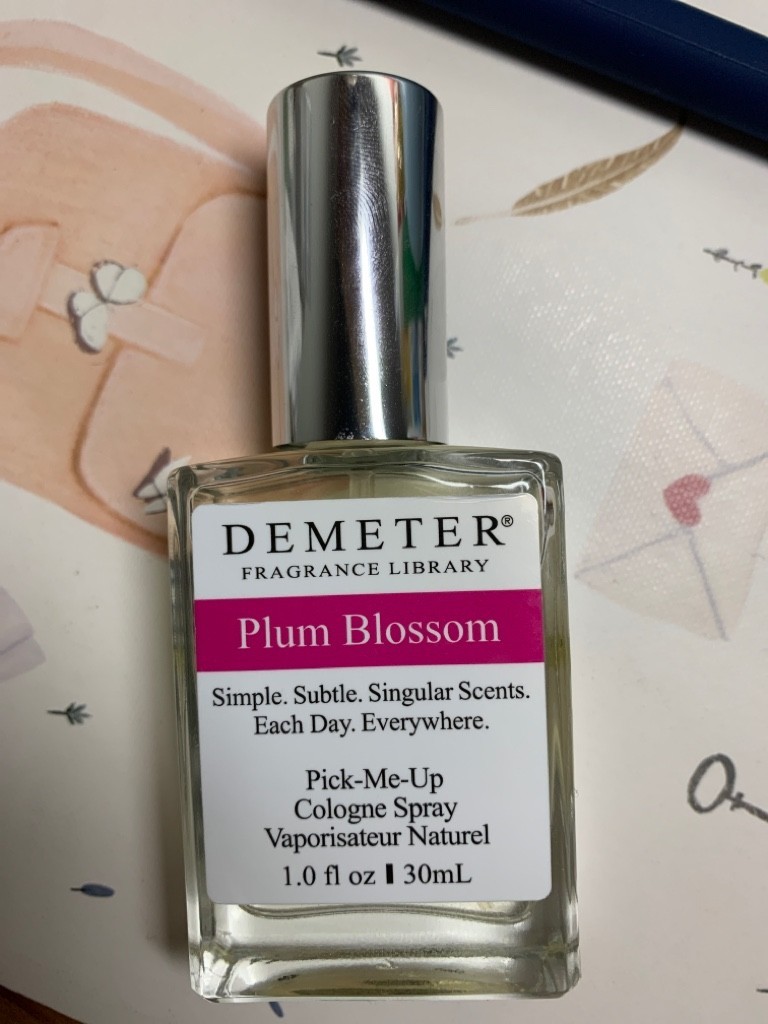 DEMETER®
FRAGRANCE LIBRARY
Plum Blossom
Simple. Subtle. Singular Scents.
Each Day. Everywhere.
Pick-Me-Up
Cologne Spray
Vaporisateur Naturel
1.0 fl oz ❚ 30mL